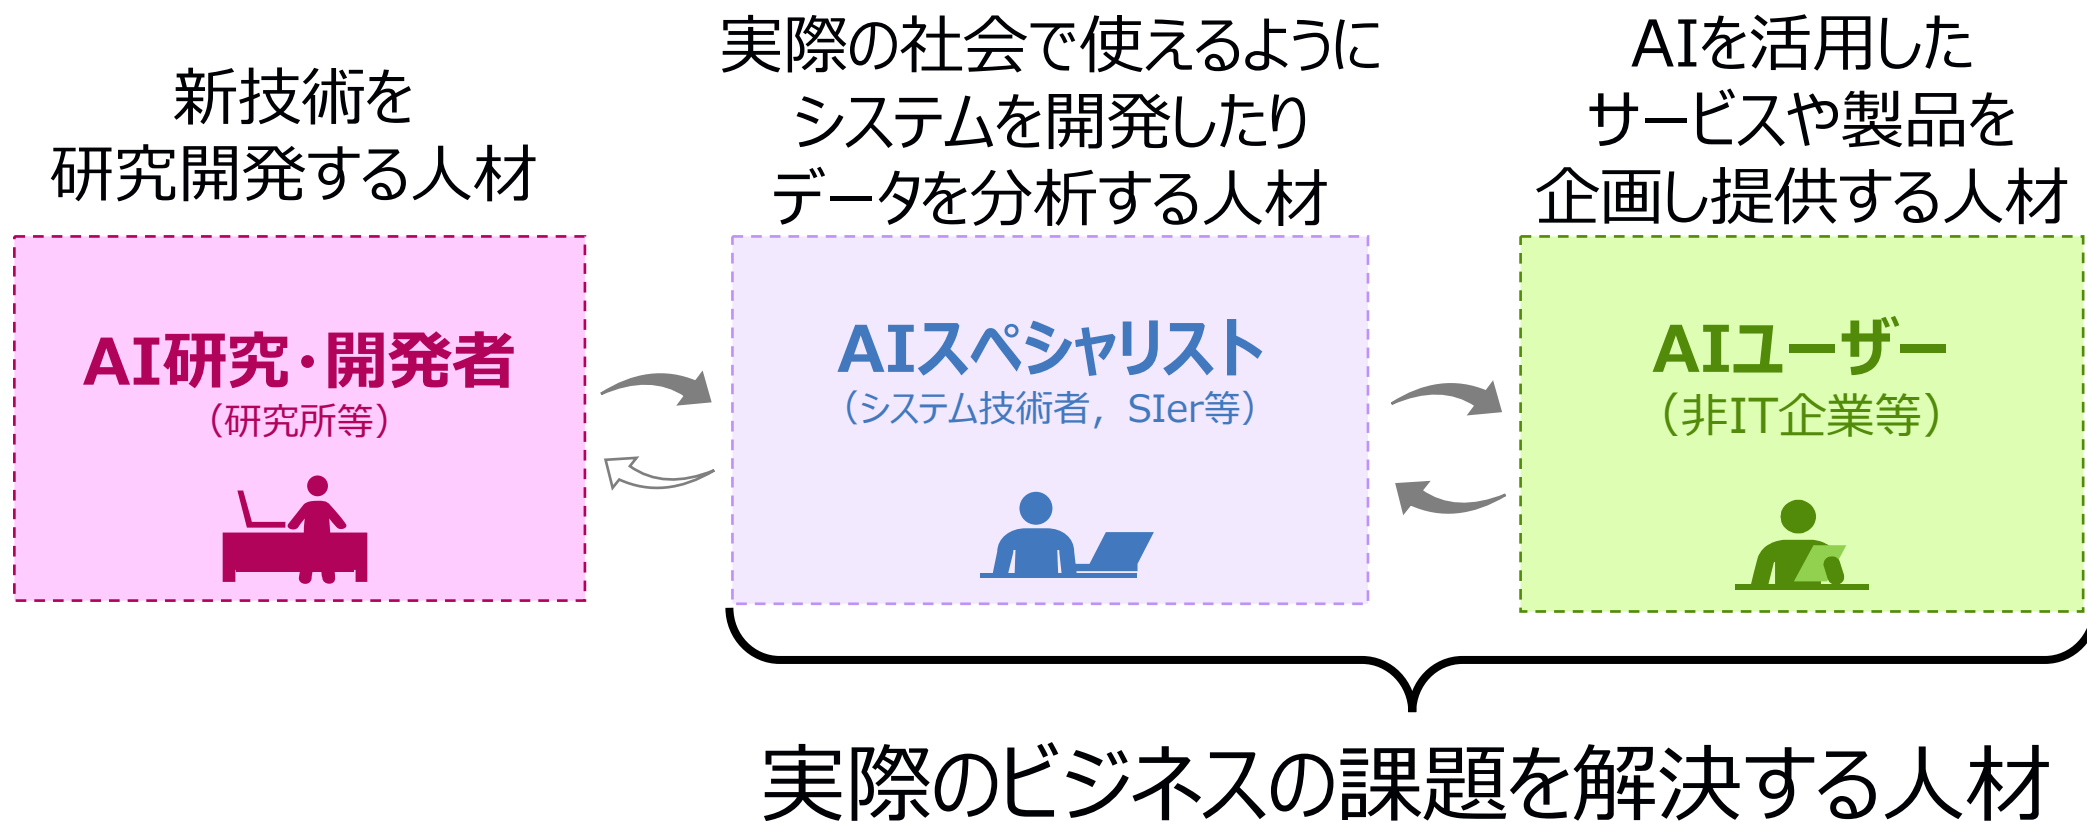 新技術を
研究開発する人材
実際の社会で使えるように
システムを開発したり
データを分析する人材
AIを活用した
サービスや製品を
企画し提供する人材
AI研究・開発者
（研究所等）
AIスペシャリスト
（システム技術者，SIer等）
AIユーザー
（非IT企業等）
実際のビジネスの課題を解決する人材